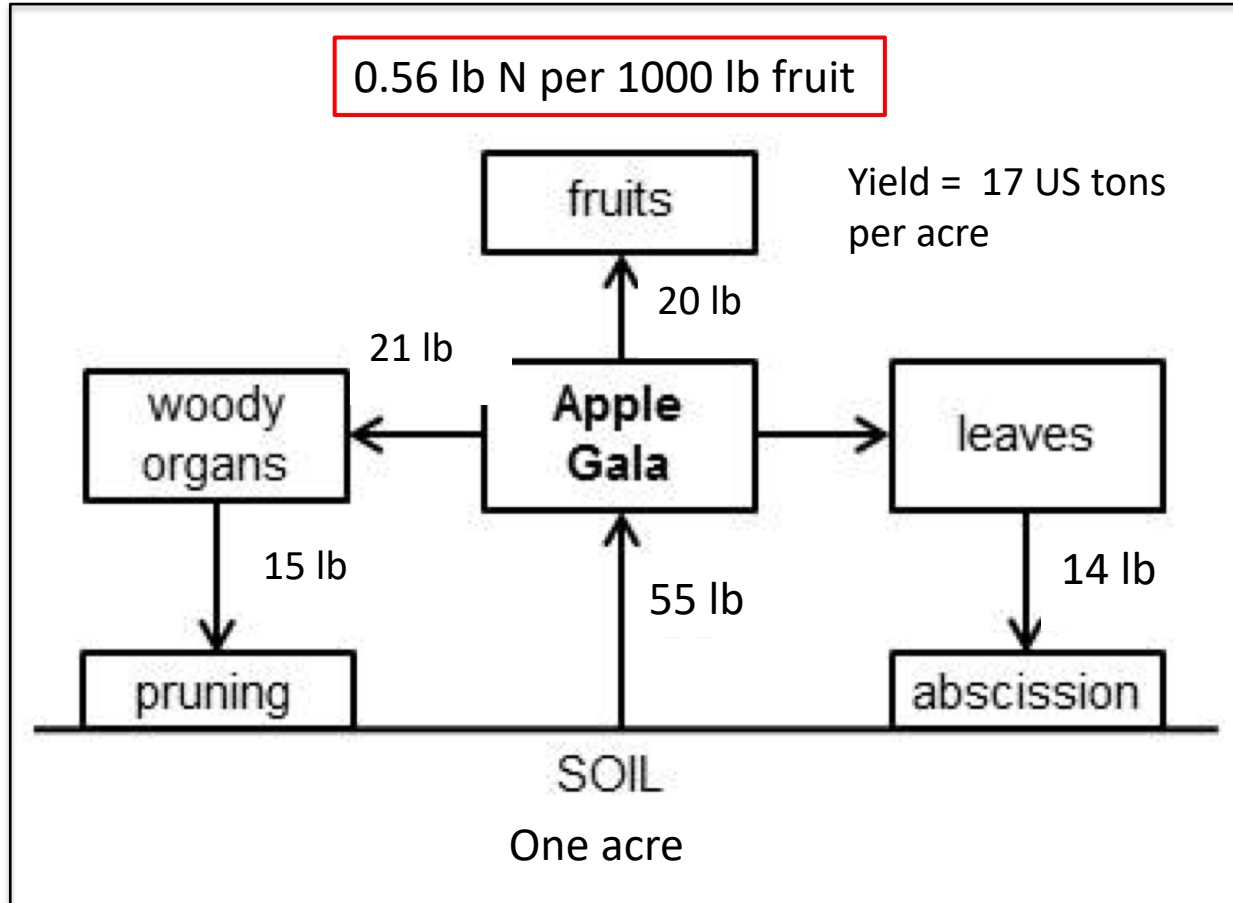 0.56 lb N per 1000 lb fruit
fruits
Yield = 17 US tons
per acre
20 lb
21 lb
woody
organs
Apple
Gala
leaves
15 lb
55 lb
14 lb
pruning
abscission
SOIL
One acre